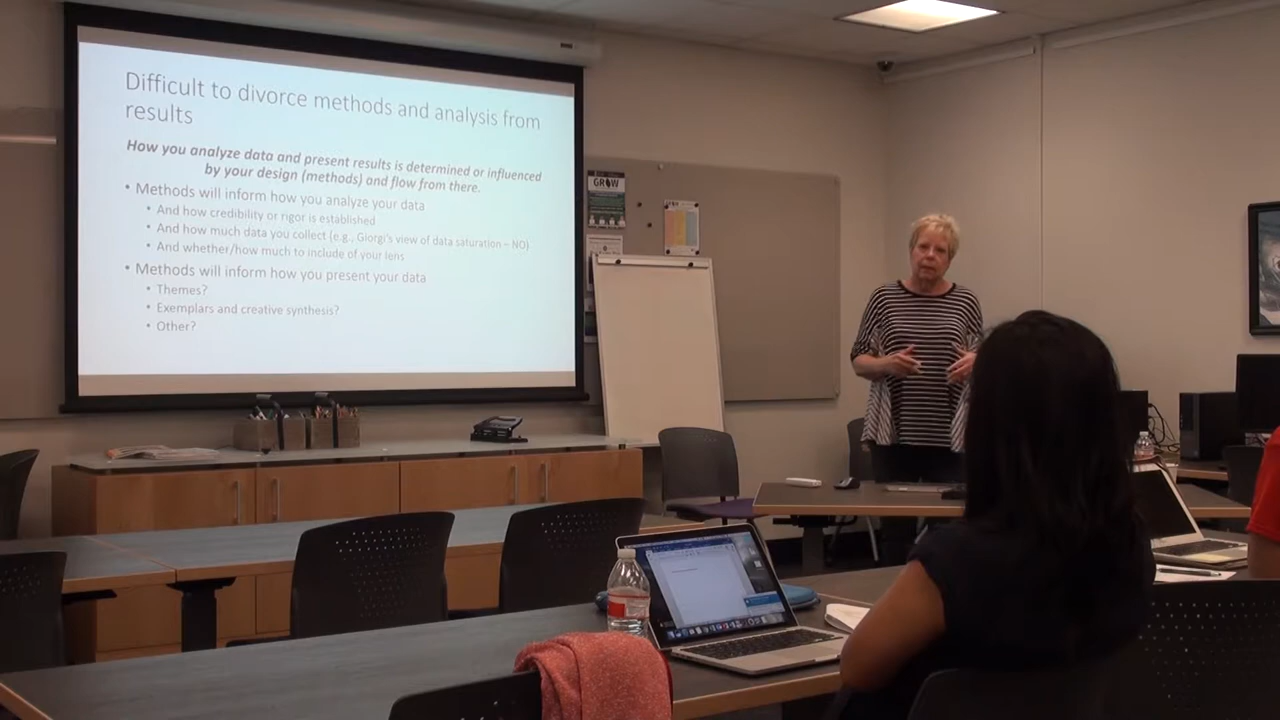 Difficult to divorce methods and analysis from
results
How you analyze data and present results is determined or influenced
by your design (methods) and flow from there.
• Methods will inform how you analyze your data
• And how credibility or rigor is established
• And how much data you collect (e.g., Giorgi's view of data saturation – NO).
• And whether/how much to include of your lens
• Methods will inform how you present your data
• Themes?
• Exemplars and creative synthesis?
• Other?
GROW